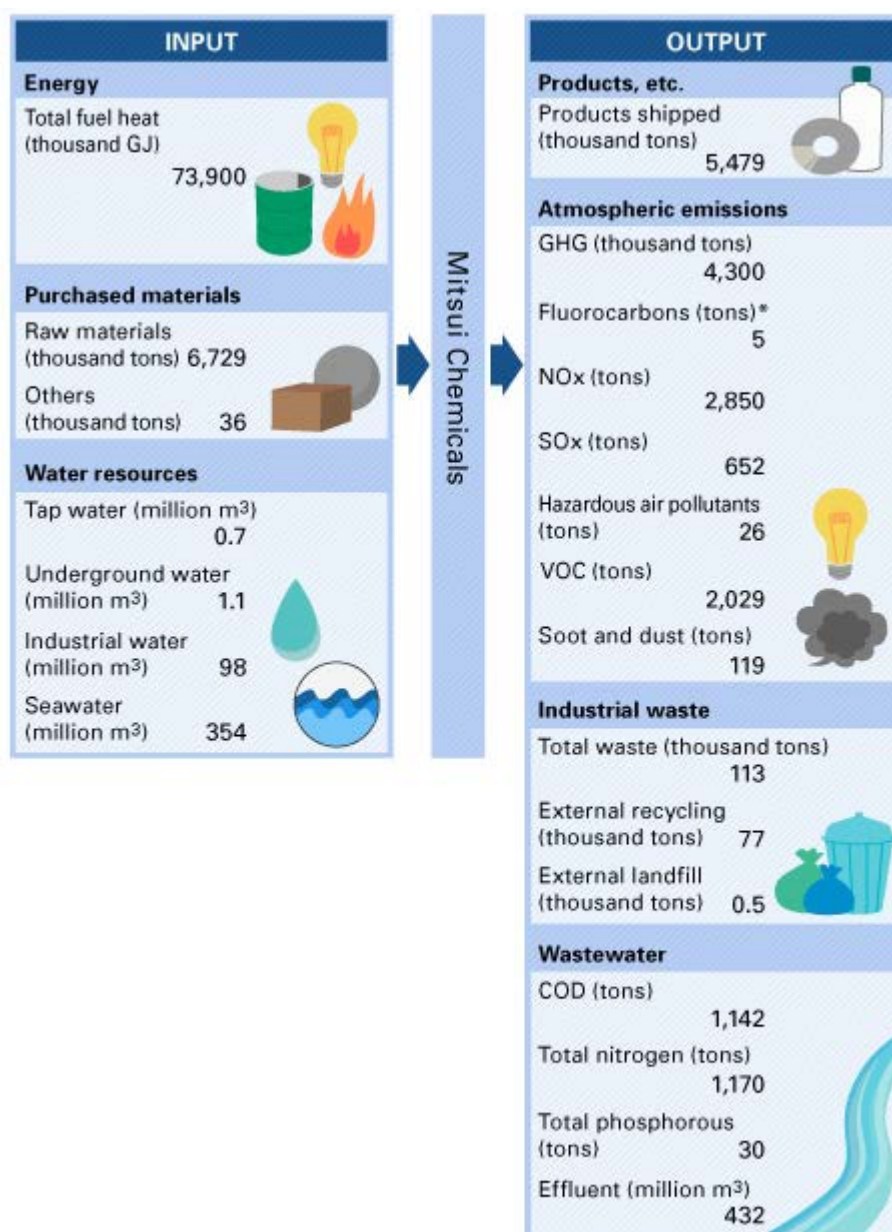 INPUT
Energy
Total fuel heat
(thousand GJ)
73,900
Purchased materials
Raw materials
(thousand tons) 6,729
Others
(thousand tons) 36
Water resources
Tap water (million m³)
0.7
Underground water
(million m³) 1.1
Industrial water
(million m³) 98
Seawater
(million m³) 354
Mitsui Chemicals
OUTPUT
Products, etc.
Products shipped
(thousand tons)
5,479
Atmospheric emissions
GHG (thousand tons)
4,300
Fluorocarbons (tons)*
5
NOx (tons)
2,850
SOx (tons)
652
Hazardous air pollutants
(tons) 26
VOC (tons)
2,029
Soot and dust (tons)
119
Industrial waste
Total waste (thousand tons)
113
External recycling
(thousand tons) 77
External landfill
(thousand tons) 0.5
Wastewater
COD (tons)
1,142
Total nitrogen (tons)
1,170
Total phosphorous
(tons) 30
Effluent (million m³)
432